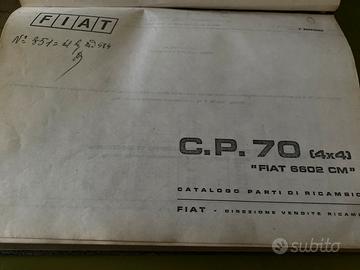 FIAT
C.P. 70 (4x4)
"FIAT 6602 CM"
CATALOGO PARTI DI RICAMBIO
FIAT - DIREZIONE VENDITE RICAMBI
subito